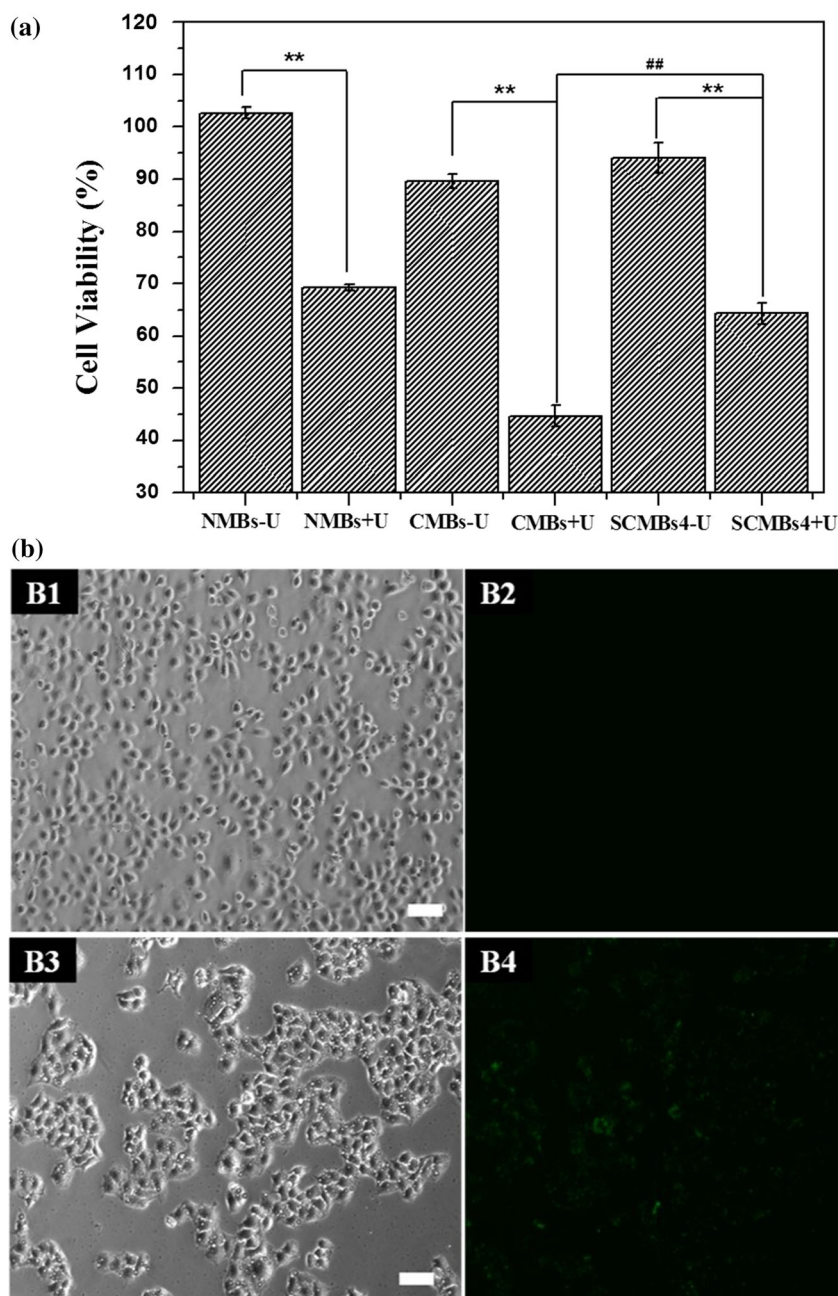 (a)
Cell Viability (%)
120
110
100
90
80
70
60
50
40
30
**
**
##
**
NMBs-U NMBs+U CMBs-U CMBs+U SCMBs4-U SCMBs4+U
(b)
B1 B2
B3 B4